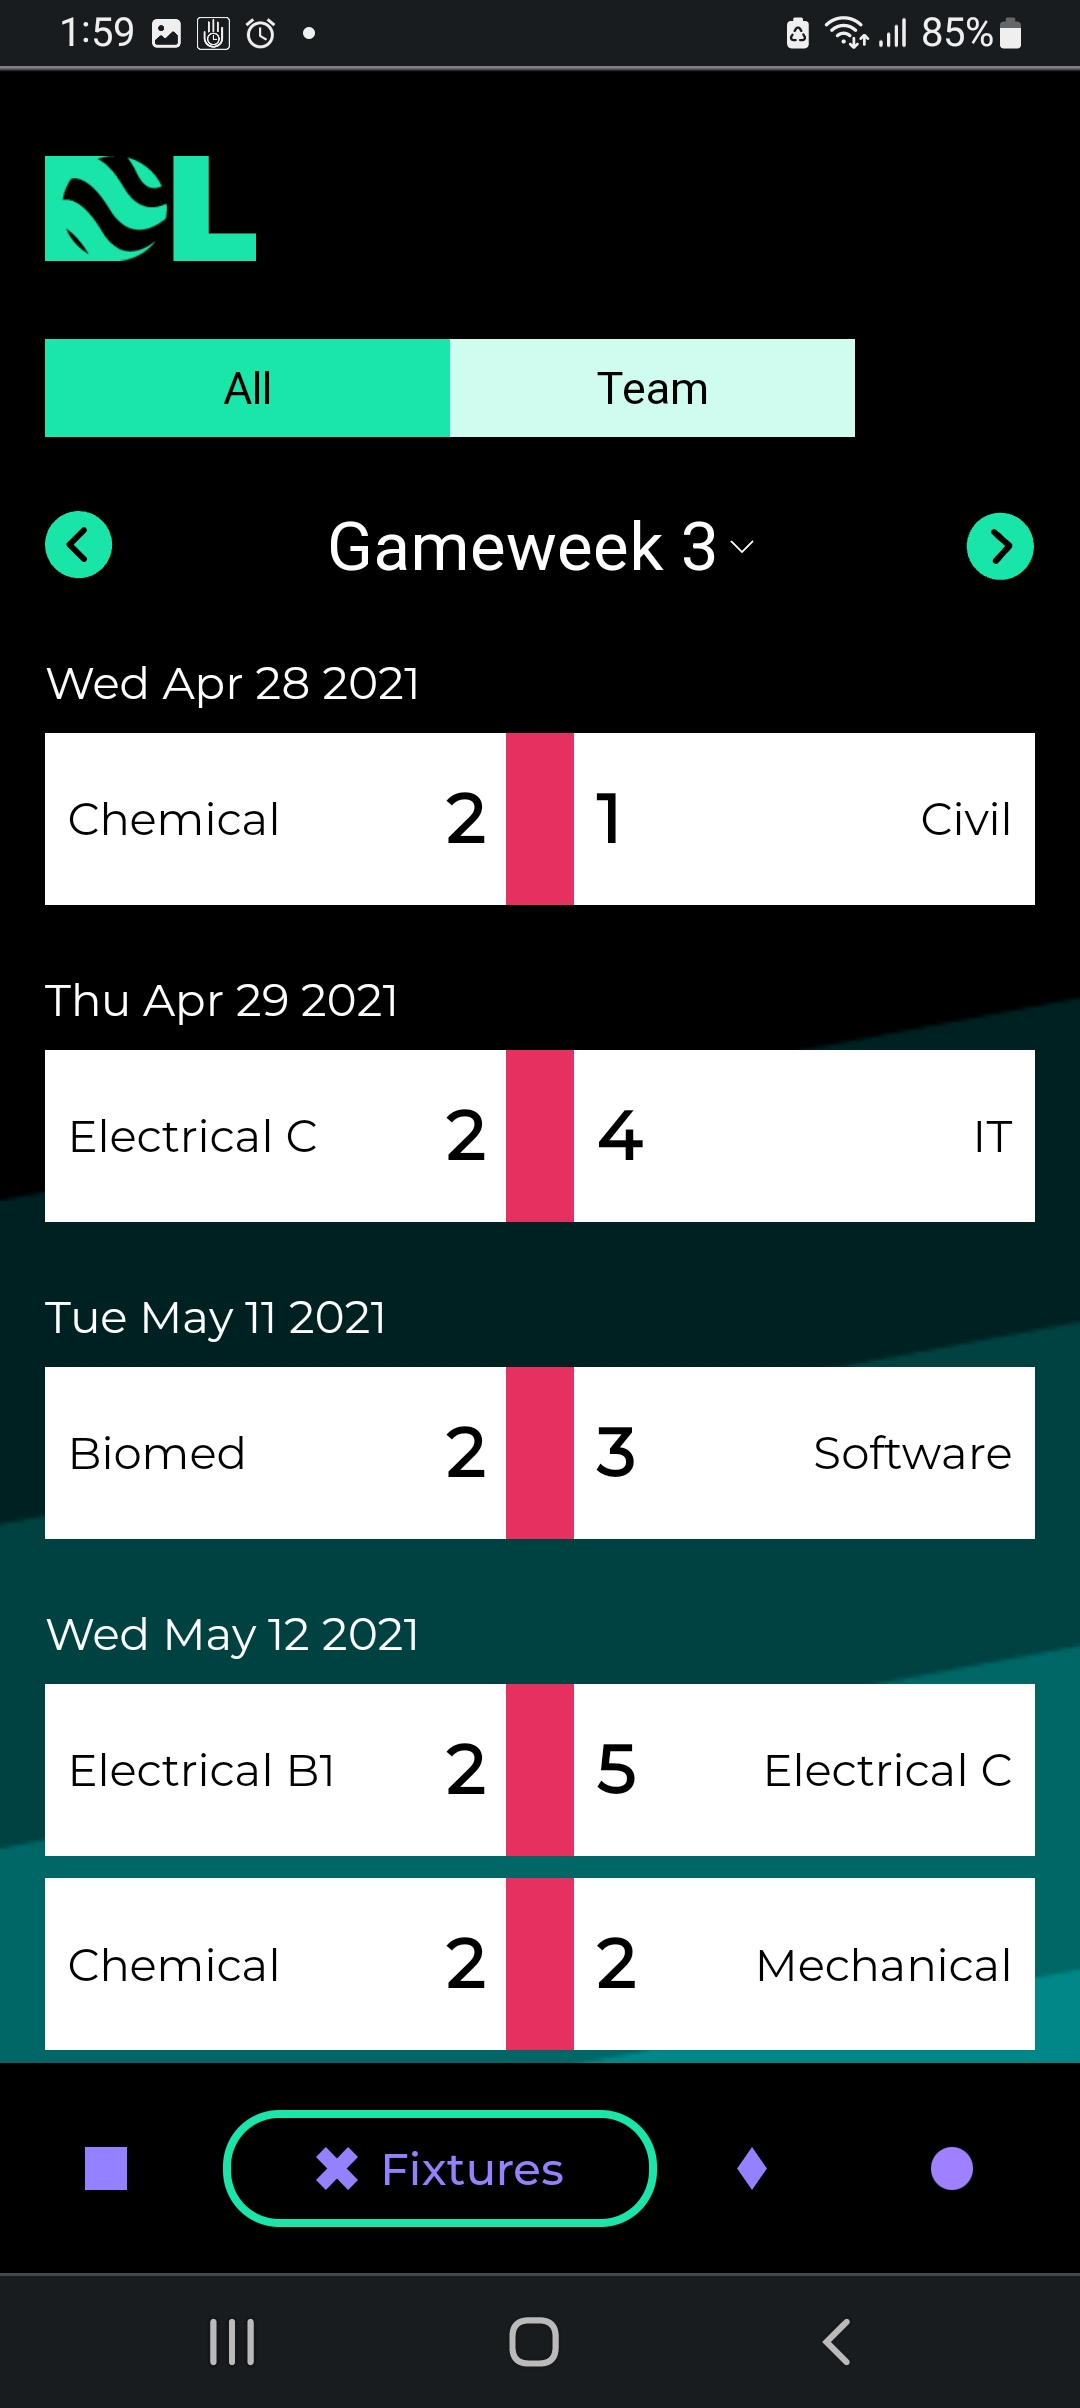 1:59 85%
L
All Team
Gameweek 3
Wed Apr 28 2021
Chemical 2 1 Civil
Thu Apr 29 2021
Electrical C 2 4 IT
Tue May 11 2021
Biomed 2 3 Software
Wed May 12 2021
Electrical B1 2 5 Electrical C
Chemical 2 2 Mechanical
Fixtures